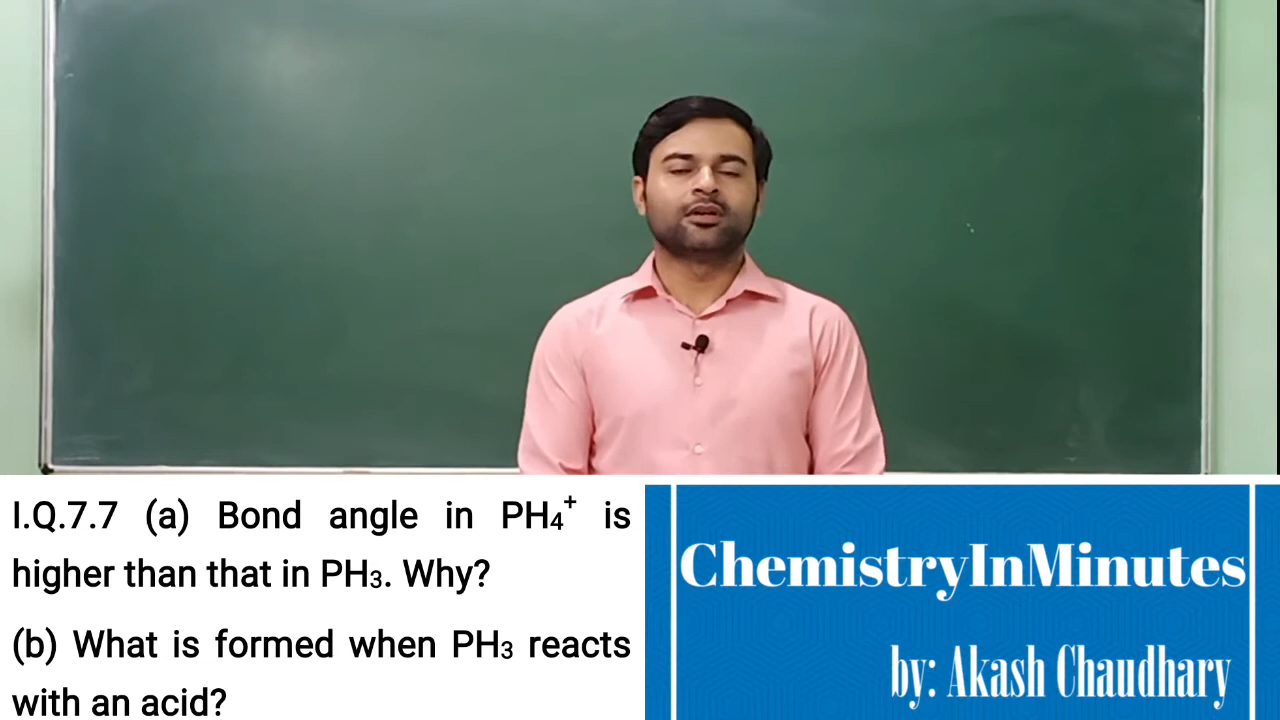 I.Q.7.7 (a) Bond angle in PH₄⁺ is
higher than that in PH₃. Why?
(b) What is formed when PH₃ reacts
with an acid?
ChemistryInMinutes
by: Akash Chaudhary